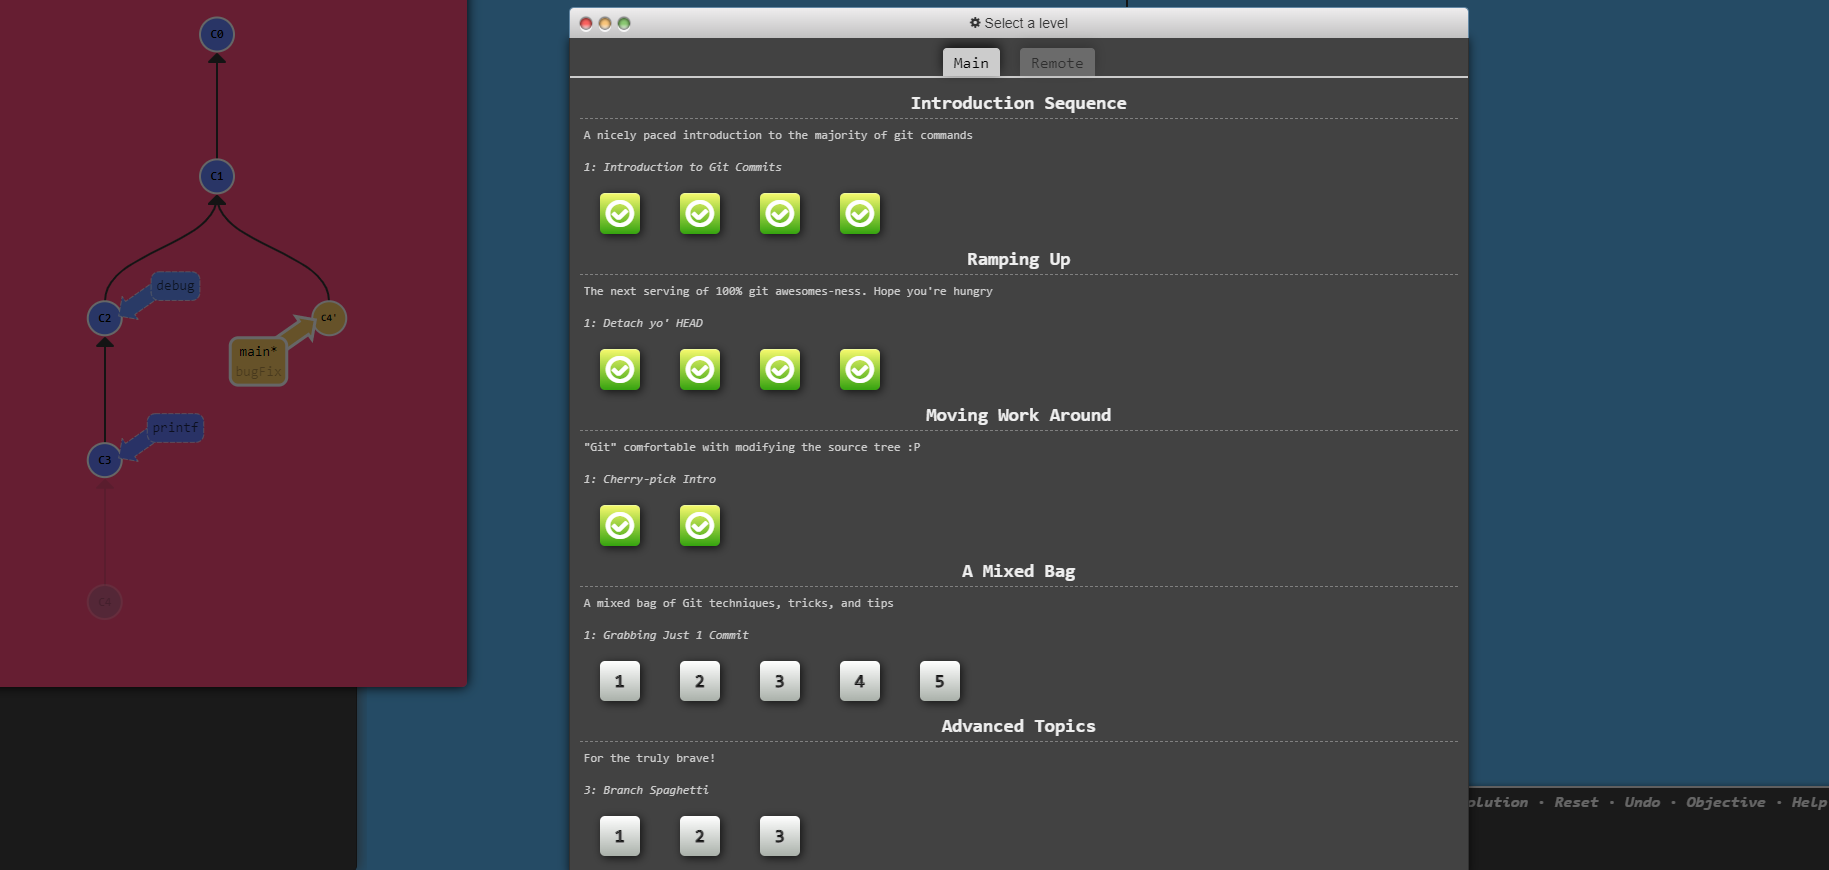 C0
C1
debug
C2
C4'
main*
bugFix
printf
C3
C4
Select a level
Main
Remote
Introduction Sequence
A nicely paced introduction to the majority of git commands
1: Introduction to Git Commits
Ramping Up
The next serving of 100% git awesomes-ness. Hope you're hungry
1: Detach yo' HEAD
Moving Work Around
"Git" comfortable with modifying the source tree :P
1: Cherry-pick Intro
A Mixed Bag
A mixed bag of Git techniques, tricks, and tips
1: Grabbing Just 1 Commit
1 2 3 4 5
Advanced Topics
For the truly brave!
3: Branch Spaghetti
1 2 3
olution · Reset · Undo · Objective · Help